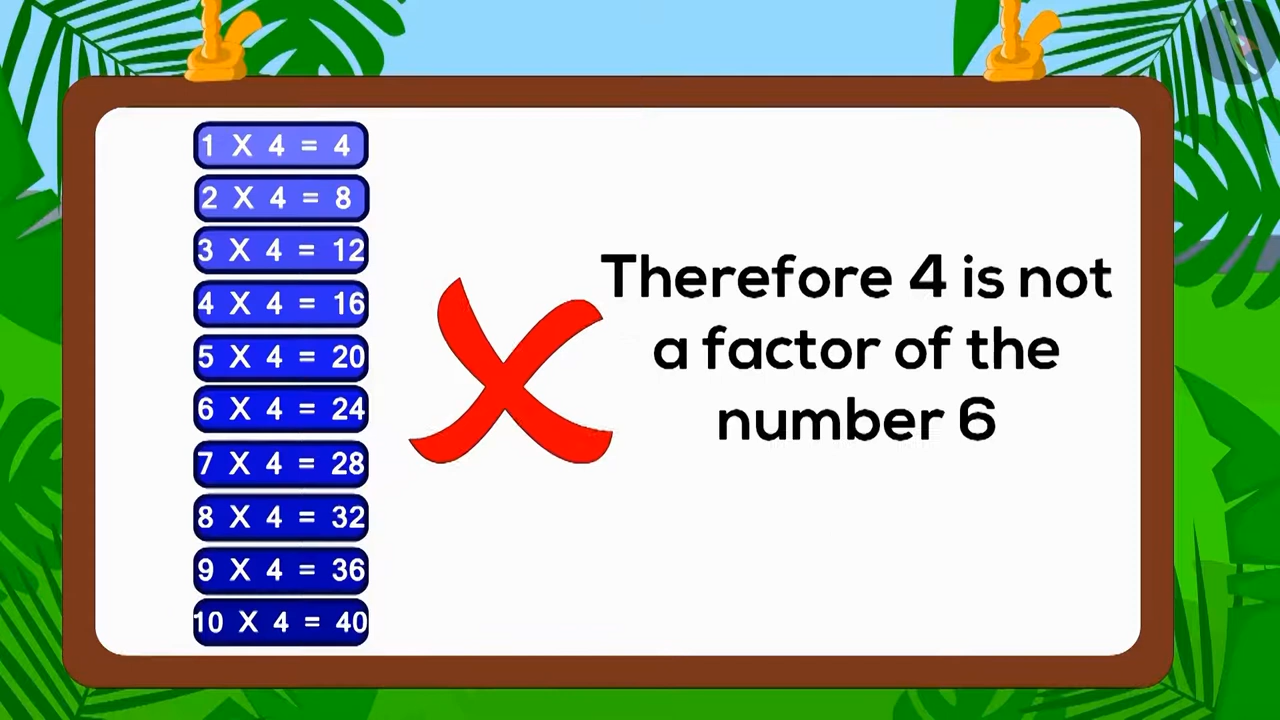 1 X 4 = 4
2 X 4 = 8
3 X 4 = 12
4 X 4 = 16
5 X 4 = 20
6 X 4 = 24
7 X 4 = 28
8 X 4 = 32
9 X 4 = 36
10 X 4 = 40
Therefore 4 is not
a factor of the
number 6